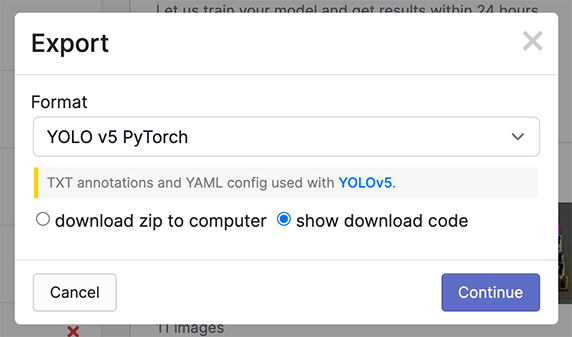 Let us train your model and get results within 24 hours
Export
Format
YOLO v5 PyTorch
TXT annotations and YAML config used with YOLOv5.
download zip to computer show download code
Cancel Continue
11 images